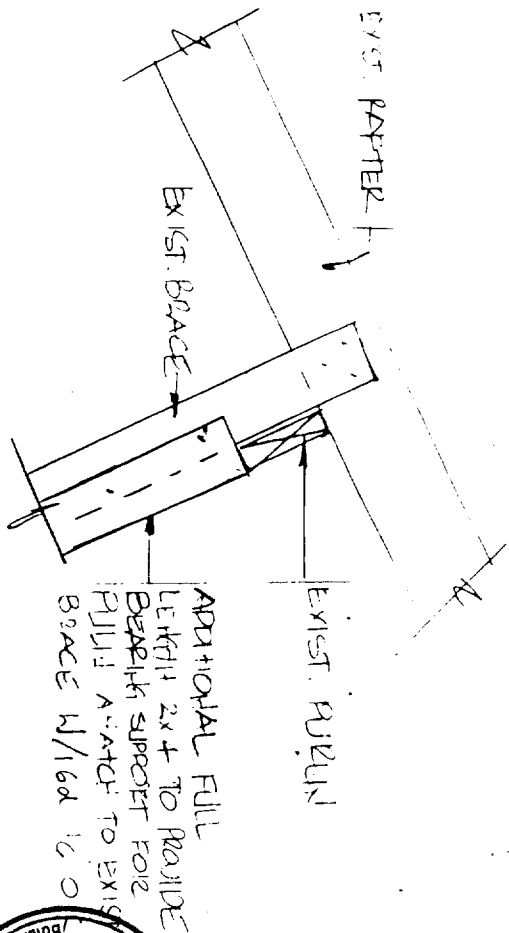 EXIST. RAFTER
EXIST. BRACE
EXIST. PURLIN
ADDITIONAL FULL
LENGTH 2x4 TO PROVIDE
BEARING SUPPORT FOR
PURLIN ATTACH TO EXIST
BRACE W/16d